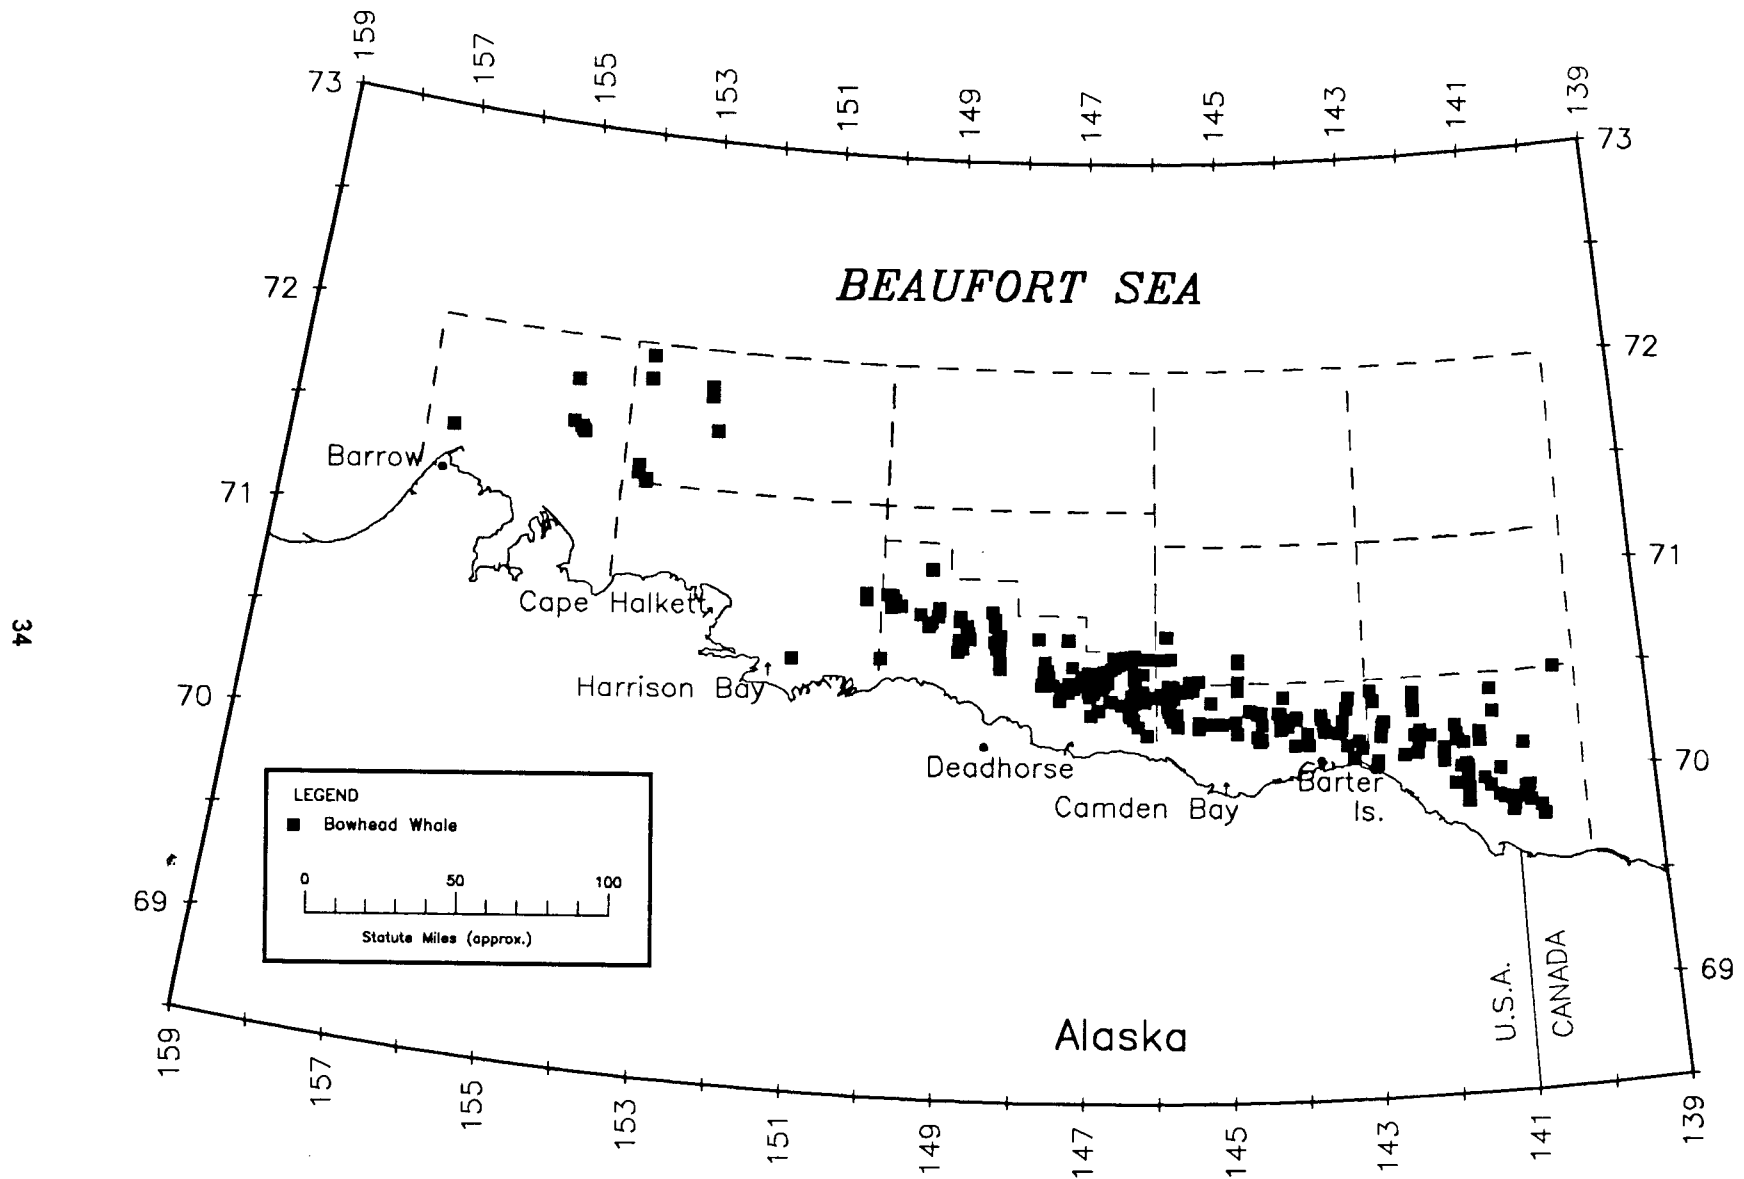 159
157
155
153
151
149
147
145
143
141
139
73
73
BEAUFORT SEA
72
72
Barrow
71
71
Cape Halkett
34
Harrison Bay
70
70
Deadhorse
Barter
Is.
Camden Bay
LEGEND
Bowhead Whale
0 50 100
Statute Miles (approx.)
69
69
U.S.A.
CANADA
Alaska
159
157
155
153
151
149
147
145
143
141
139